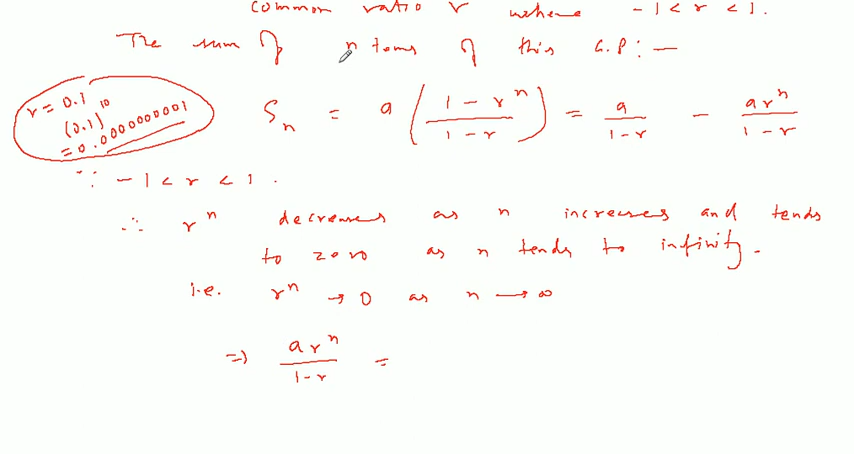 common ratio r where -1 < r < 1.
The sum of n terms of this G.P: —
r = 0.1
(0.1)^10
= 0.0000000001
S_n = a ( (1 - r^n) / (1 - r) ) = a / (1 - r) - ar^n / (1 - r)
∵ -1 < r < 1.
∴ r^n decreases as n increases and tends
to zero as n tends to infinity.
i.e. r^n → 0 as n → ∞
⇒ ar^n / (1 - r) =